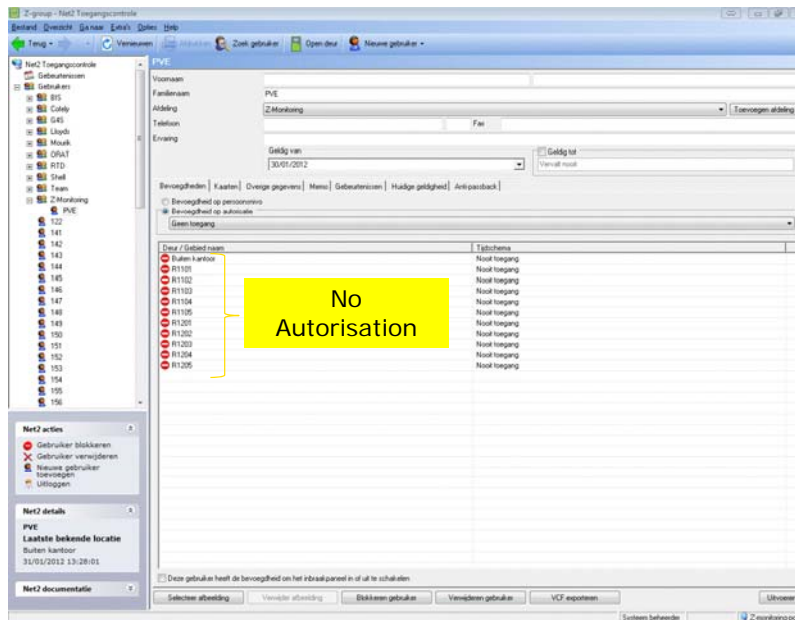 Z-group - Net2 Toegangscontrole
Bestand Overzicht Ga naar Extra's Opties Help
Terug Vernieuwen Afdrukken Zoek gebruiker Open deur Nieuwe gebruiker
Net2 Toegangscontrole
Gebeurtenissen
Gebruikers
BIS
Cofely
G4S
Lloyds
Mourik
ORAT
RTD
Shell
Team
Z-Monitoring
PVE
122
141
142
143
144
145
146
147
148
149
150
151
152
153
154
155
156
Net2 acties
Gebruiker blokkeren
Gebruiker verwijderen
Nieuwe gebruiker
toevoegen
Uitloggen
Net2 details
PVE
Laatste bekende locatie
Buiten kantoor
31/01/2012 13:28:01
Net2 documentatie
PVE
Voornaam
Familienaam PVE
Afdeling Z-Monitoring Toevoegen afdeling
Telefoon Fax
Ervaring
Geldig van Geldig tot
30/01/2012 Vervalt nooit
Bevoegdheden Kaarten Overige gegevens Memo Gebeurtenissen Huidige geldigheid Anti-passback
Bevoegdheid op persoonsnivo
Bevoegdheid op autorisatie
Geen toegang
Deur / Gebied naam Tijdschema
Buiten kantoor Nooit toegang
R1101 Nooit toegang
R1102 Nooit toegang
R1103 Nooit toegang
R1104 Nooit toegang
R1105 Nooit toegang
R1201 Nooit toegang
R1202 Nooit toegang
R1203 Nooit toegang
R1204 Nooit toegang
R1205 Nooit toegang
No
Autorisation
Deze gebruiker heeft de bevoegdheid om het inbraakpaneel in of uit te schakelen
Selecteer afbeelding Verwijder afbeelding Blokkeren gebruiker Verwijderen gebruiker VCF exporteren Uitvoeren
Systeem beheerder